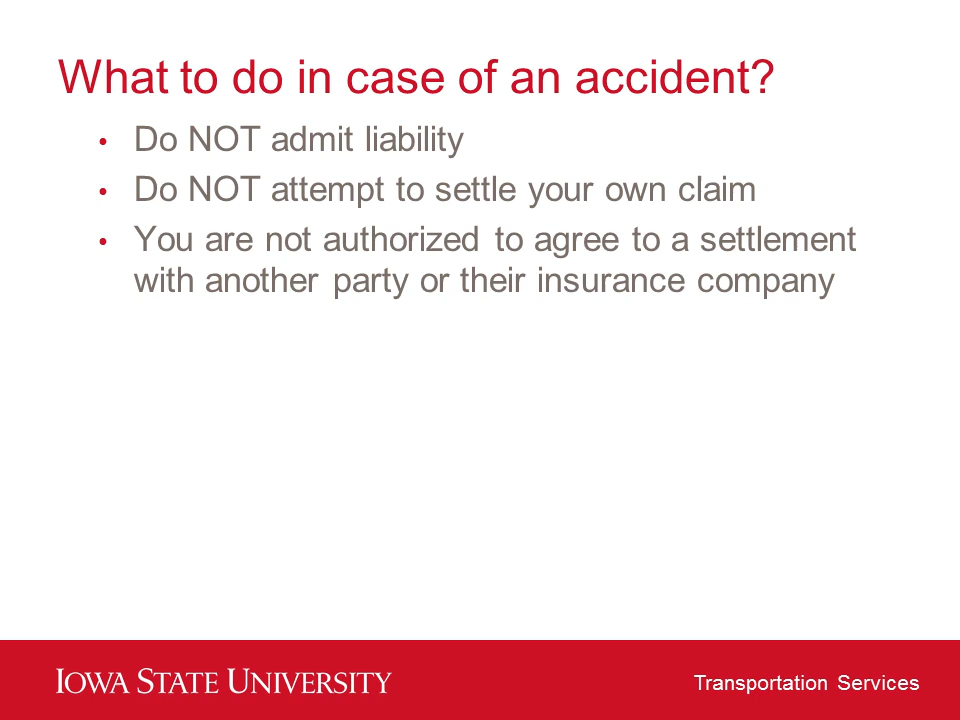 What to do in case of an accident?
• Do NOT admit liability
• Do NOT attempt to settle your own claim
• You are not authorized to agree to a settlement
with another party or their insurance company
IOWA STATE UNIVERSITY
Transportation Services